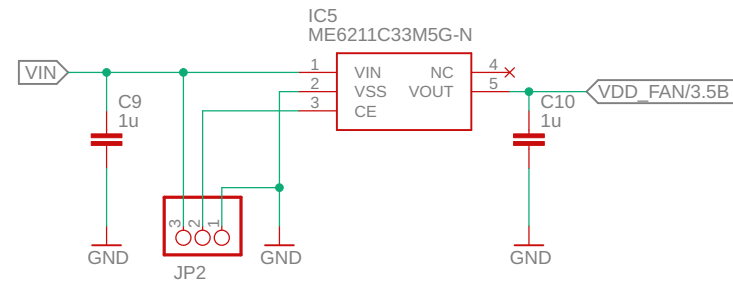 IC5
ME6211C33M5G-N
VIN
1
VIN
NC
4
2
VSS
VOUT
5
VDD_FAN/3.5B
3
CE
C9
1u
C10
1u
3
2
1
GND
JP2
GND
GND